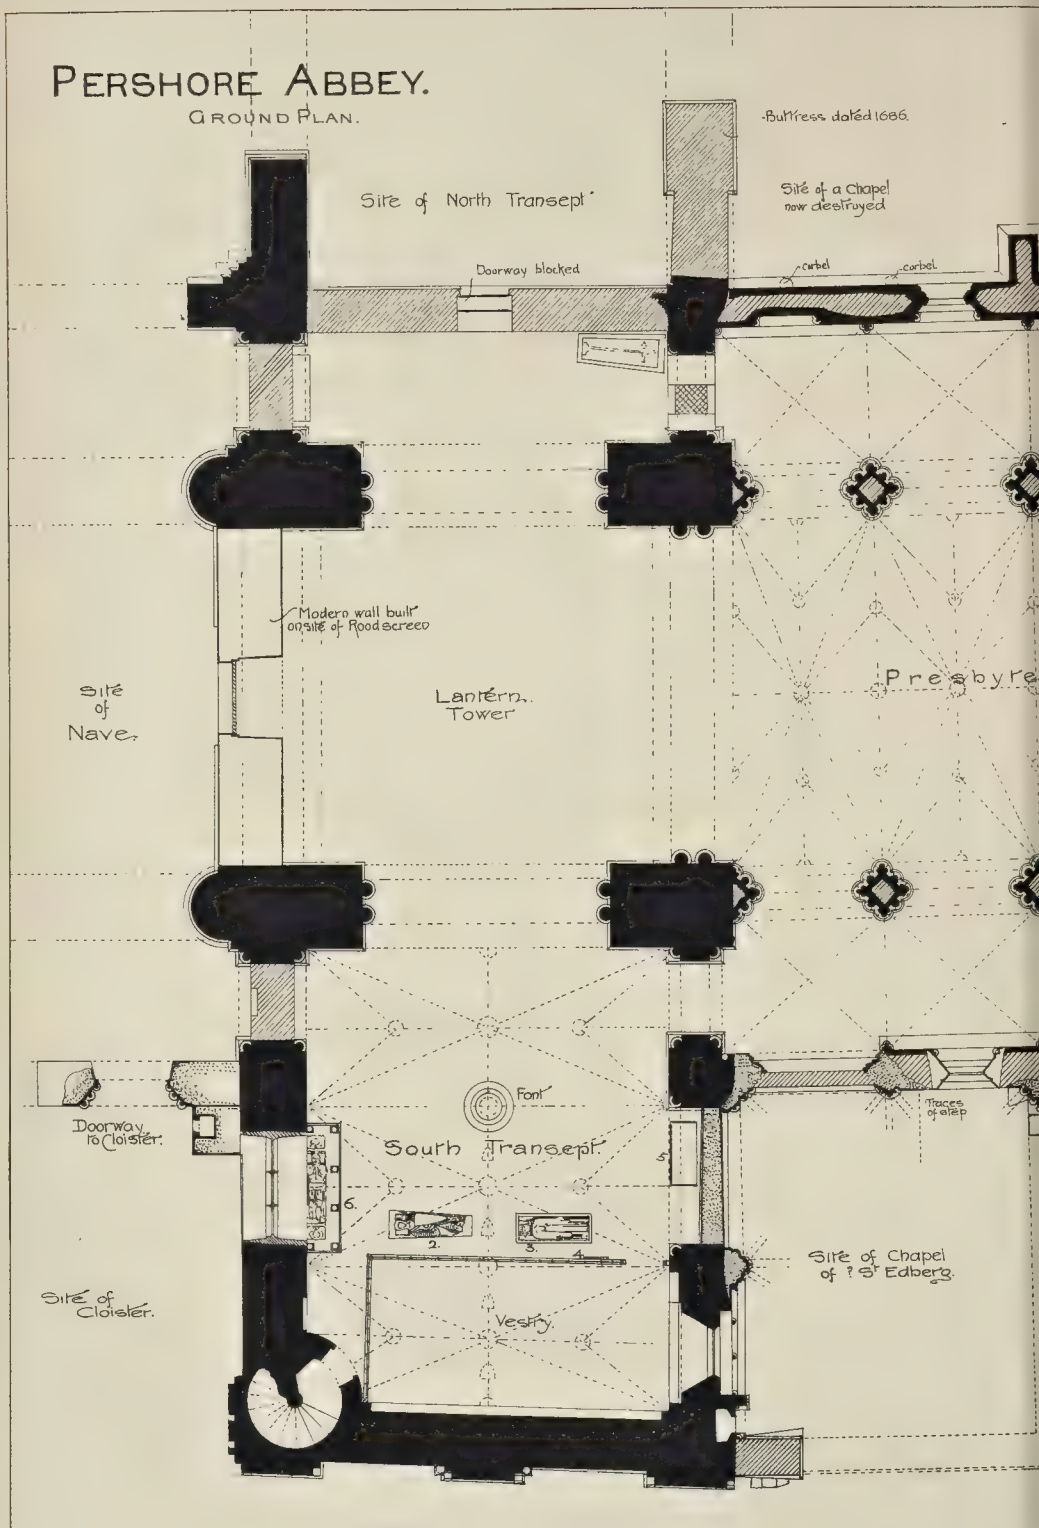 PERSHORE ABBEY.
GROUND PLAN.
Buttress dated 1686.
Site of North Transept
Site of a Chapel
now destroyed
Doorway blocked
corbel
corbel
Modern wall built
on site of Rood screen
Site
of
Nave.
Lantern.
Tower
Presbyte
Font
Doorway
to Cloister.
Traces
of step
South Transept.
5
6.
2.
3.
4.
Site of Chapel
of ? St Edberg.
Site of
Cloister.
Vestry.